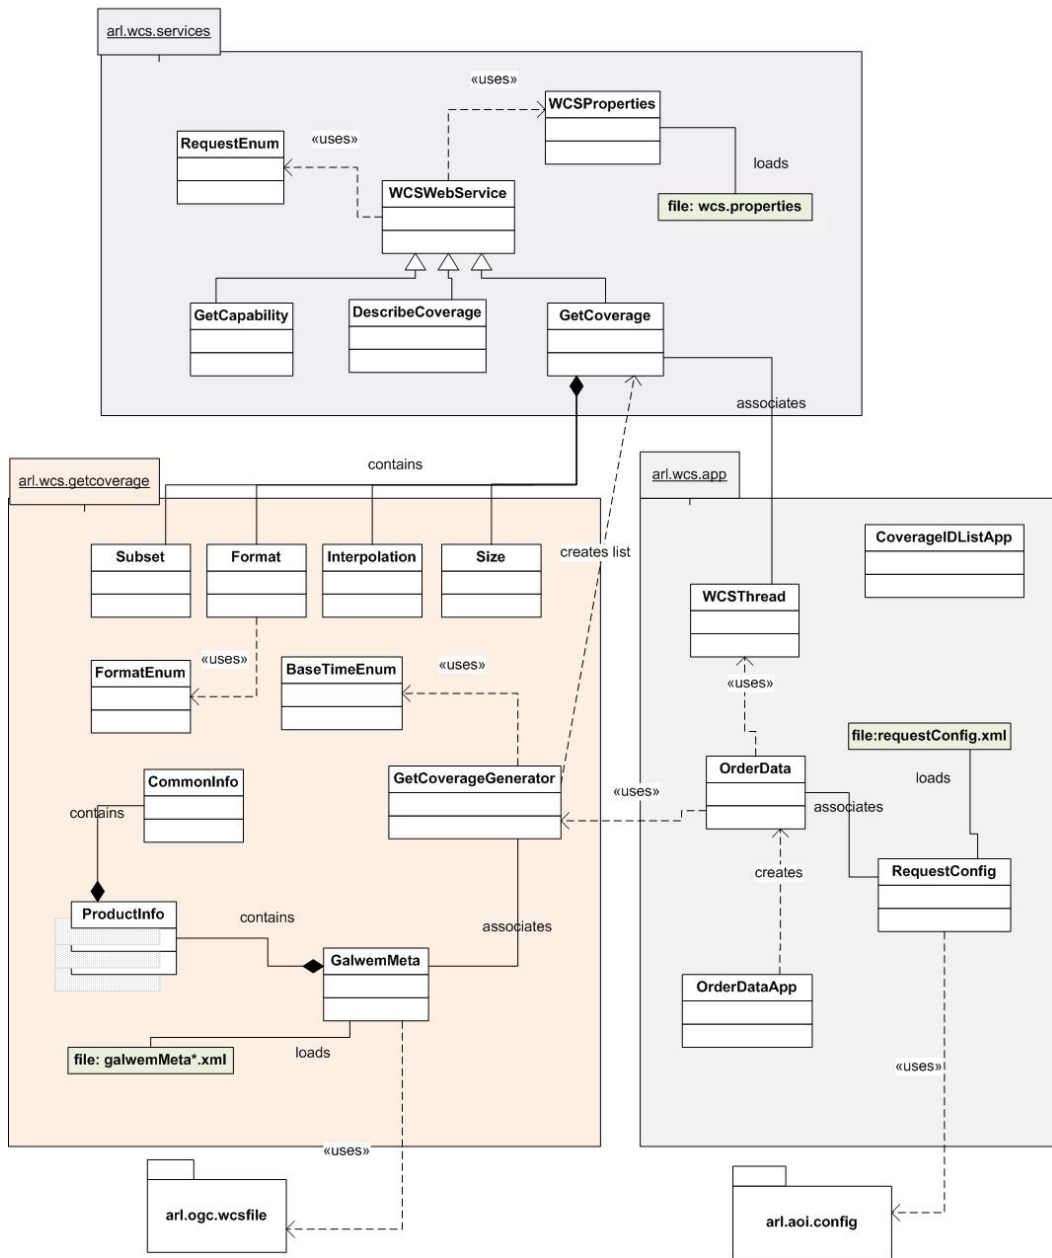 arl.wcs.services
«uses»
WCSProperties
RequestEnum
«uses»
loads
WCSWebService
file: wcs.properties
GetCapability
DescribeCoverage
GetCoverage
associates
contains
arl.wcs.getcoverage
arl.wcs.app
Subset
Format
Interpolation
Size
creates list
CoverageIDListApp
WCSThread
FormatEnum
«uses»
BaseTimeEnum
«uses»
«uses»
file:requestConfig.xml
CommonInfo
GetCoverageGenerator
«uses»
OrderData
loads
contains
associates
creates
RequestConfig
ProductInfo
contains
associates
GalwemMeta
OrderDataApp
file: galwemMeta*.xml
loads
«uses»
«uses»
arl.ogc.wcsfile
arl.aoi.config